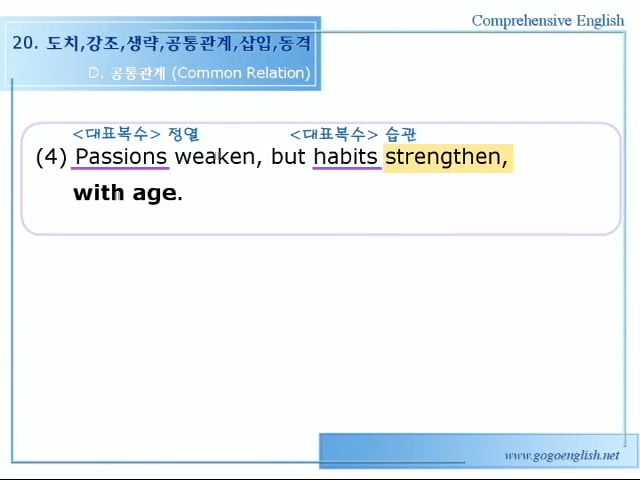 Comprehensive English
20. 도치,강조,생략,공통관계,삽입,동격
D. 공통관계 (Common Relation)
<대표복수> 정열 <대표복수> 습관
(4) Passions weaken, but habits strengthen,
with age.
www.gogoenglish.net